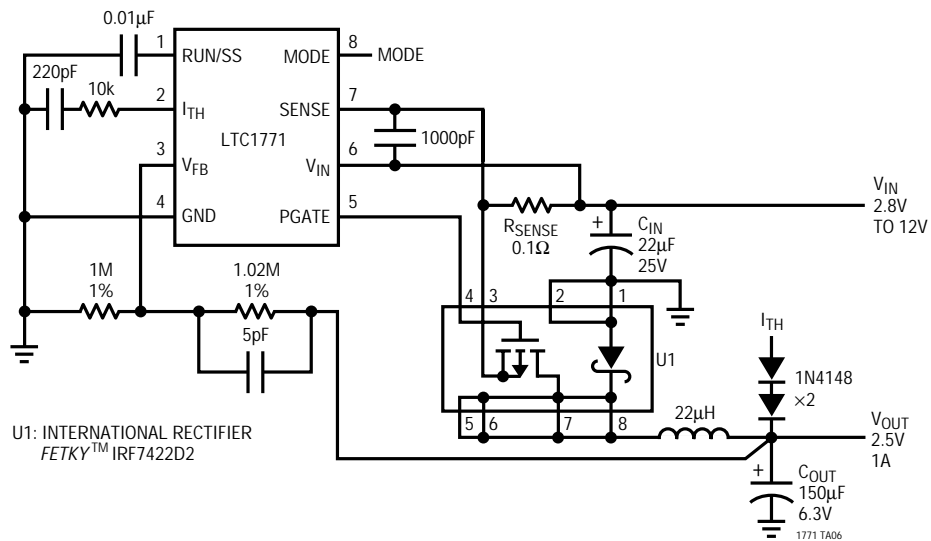 0.01µF
1
RUN/SS
MODE
8
MODE
220pF
10k
2
ITH
SENSE
7
LTC1771
1000pF
3
VFB
VIN
6
4
GND
PGATE
5
RSENSE
0.1Ω
+
CIN
22µF
25V
VIN
2.8V
TO 12V
1M
1%
1.02M
1%
5pF
4
3
2
1
U1
5
6
7
8
22µH
ITH
1N4148
×2
VOUT
2.5V
1A
+
COUT
150µF
6.3V
U1: INTERNATIONAL RECTIFIER
FETKY™ IRF7422D2
1771 TA06